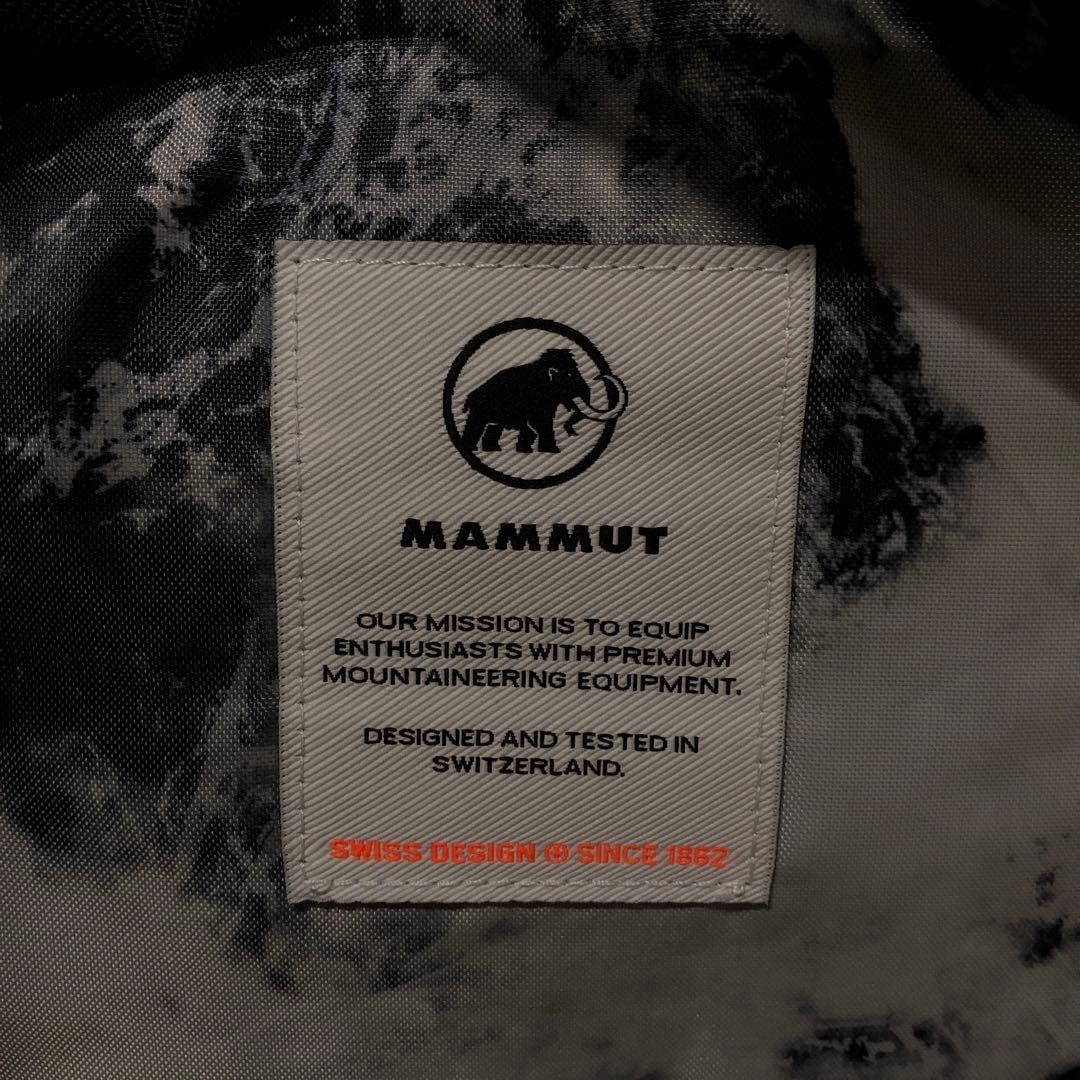 MAMMUT
OUR MISSION IS TO EQUIP
ENTHUSIASTS WITH PREMIUM
MOUNTAINEERING EQUIPMENT.
DESIGNED AND TESTED IN
SWITZERLAND.
SWISS DESIGN ⊕ SINCE 1862